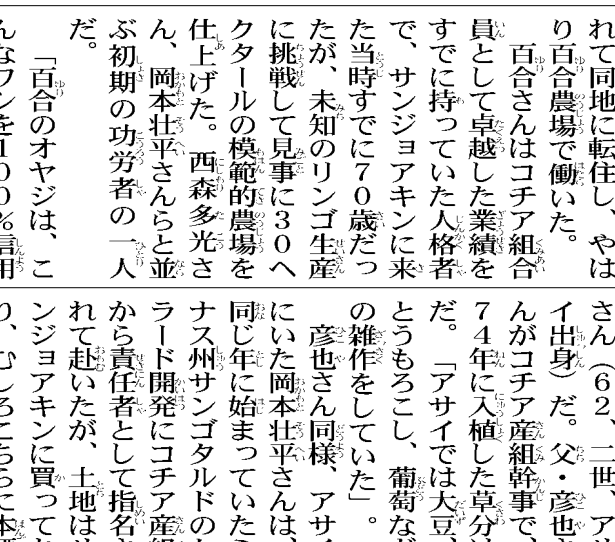 れて同地に転住し、やは
り百合農場で働いた。
　百合さんはコチア組合
員として卓越した業績を
すでに持っていた人格者
で、サンジョアキンに来
た当時すでに７０歳だっ
たが、未知のリンゴ生産
に挑戦して見事に３０ヘ
クタールの模範的農場を
仕上げた。西森多光さ
ん、岡本壮平さんらと並
ぶ初期の功労者の一人
だ。
　「百合のオヤジは、こ
んなワシを１００％信用
さん（６２、二世、アサ
イ出身）だ。父・彦也さ
んがコチア産組幹事で、
７４年に入植した草分け
だ。「アサイでは大豆、
とうもろこし、葡萄など
の雑作をしていた」。
　彦也さん同様、アサイ
にいた岡本壮平さんは、
同じ年に始まっていた
ナス州サンゴタルドの
ラード開発にコチア産組
から責任者として指名
れて赴いたが、土地は
ンジョアキンに買って
り、むしろこちらに本